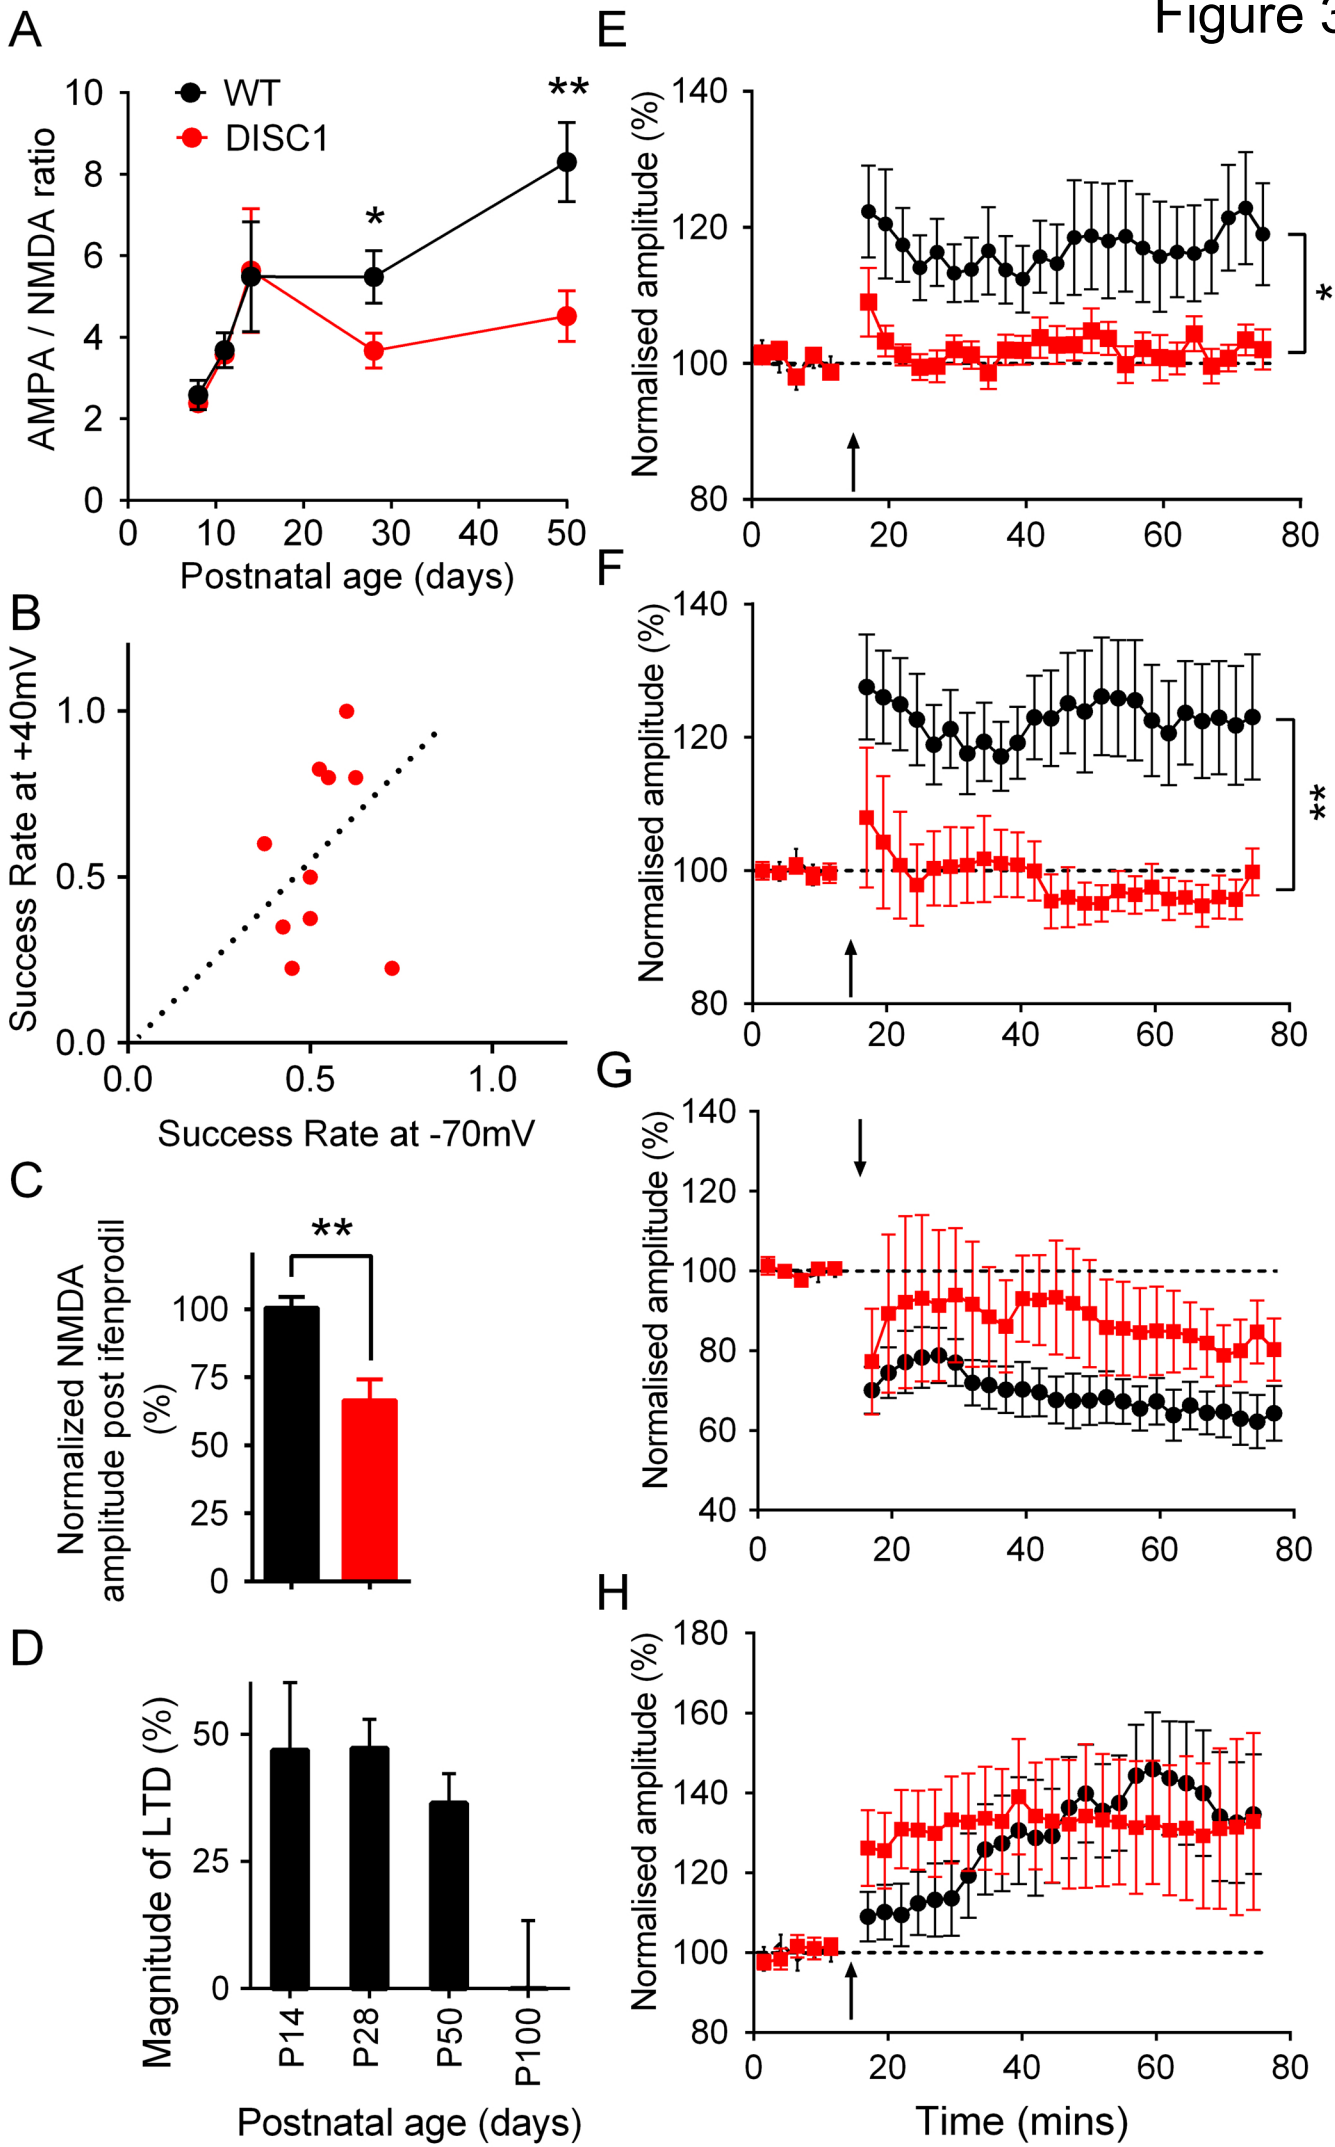 Figure 3
A
AMPA / NMDA ratio
WT
DISC1
*
**
10
8
6
4
2
0
0 10 20 30 40 50
Postnatal age (days)
B
Success Rate at +40mV
1.0
0.5
0.0
0.0 0.5 1.0
Success Rate at -70mV
C
Normalized NMDA
amplitude post ifenprodil
(%)
**
100
75
50
25
0
D
Magnitude of LTD (%)
50
25
0
P14 P28 P50 P100
Postnatal age (days)
E
Normalised amplitude (%)
140
120
100
80
*
0 20 40 60 80
F
Normalised amplitude (%)
140
120
100
80
**
0 20 40 60 80
G
Normalised amplitude (%)
140
120
100
80
60
40
0 20 40 60 80
H
Normalised amplitude (%)
180
160
140
120
100
80
0 20 40 60 80
Time (mins)